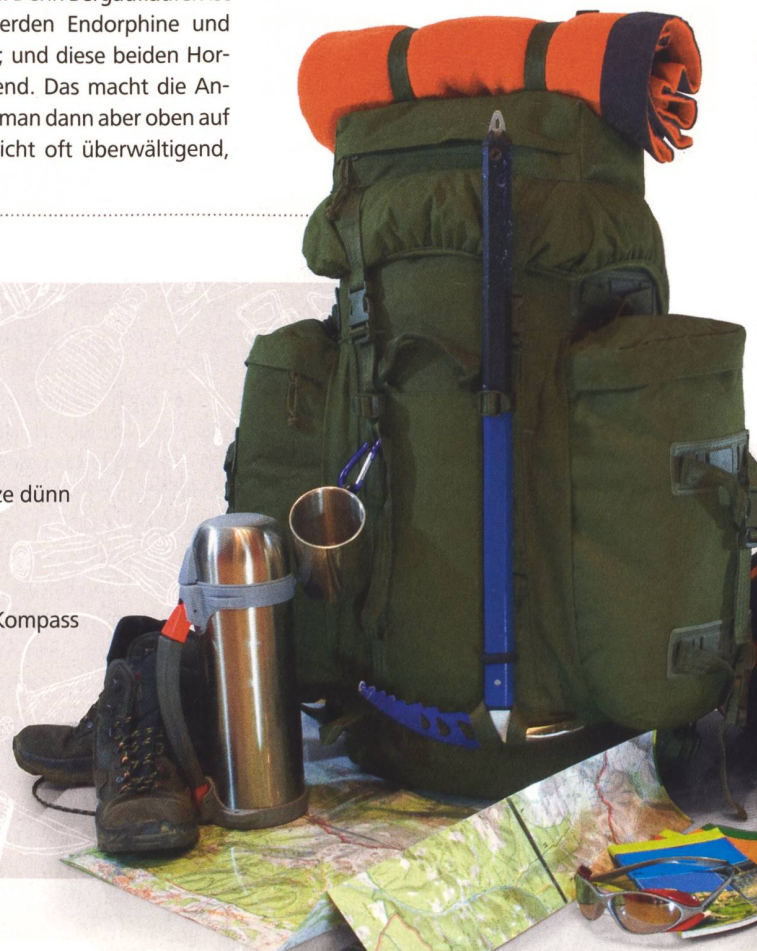 werden Endorphine und
und diese beiden Hor-
end. Das macht die An-
man dann aber oben auf
icht oft überwältigend,
ze dünn
Kompass